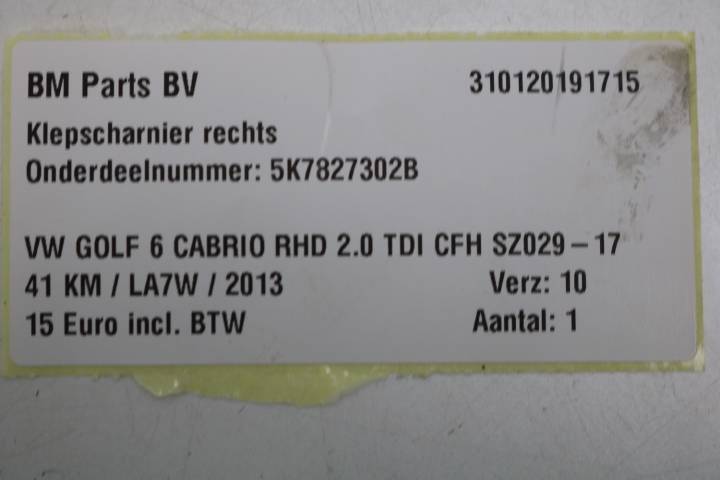 BM Parts BV 310120191715
Klepscharnier rechts
Onderdeelnummer: 5K7827302B
VW GOLF 6 CABRIO RHD 2.0 TDI CFH SZ029 – 17
41 KM / LA7W / 2013 Verz: 10
15 Euro incl. BTW Aantal: 1